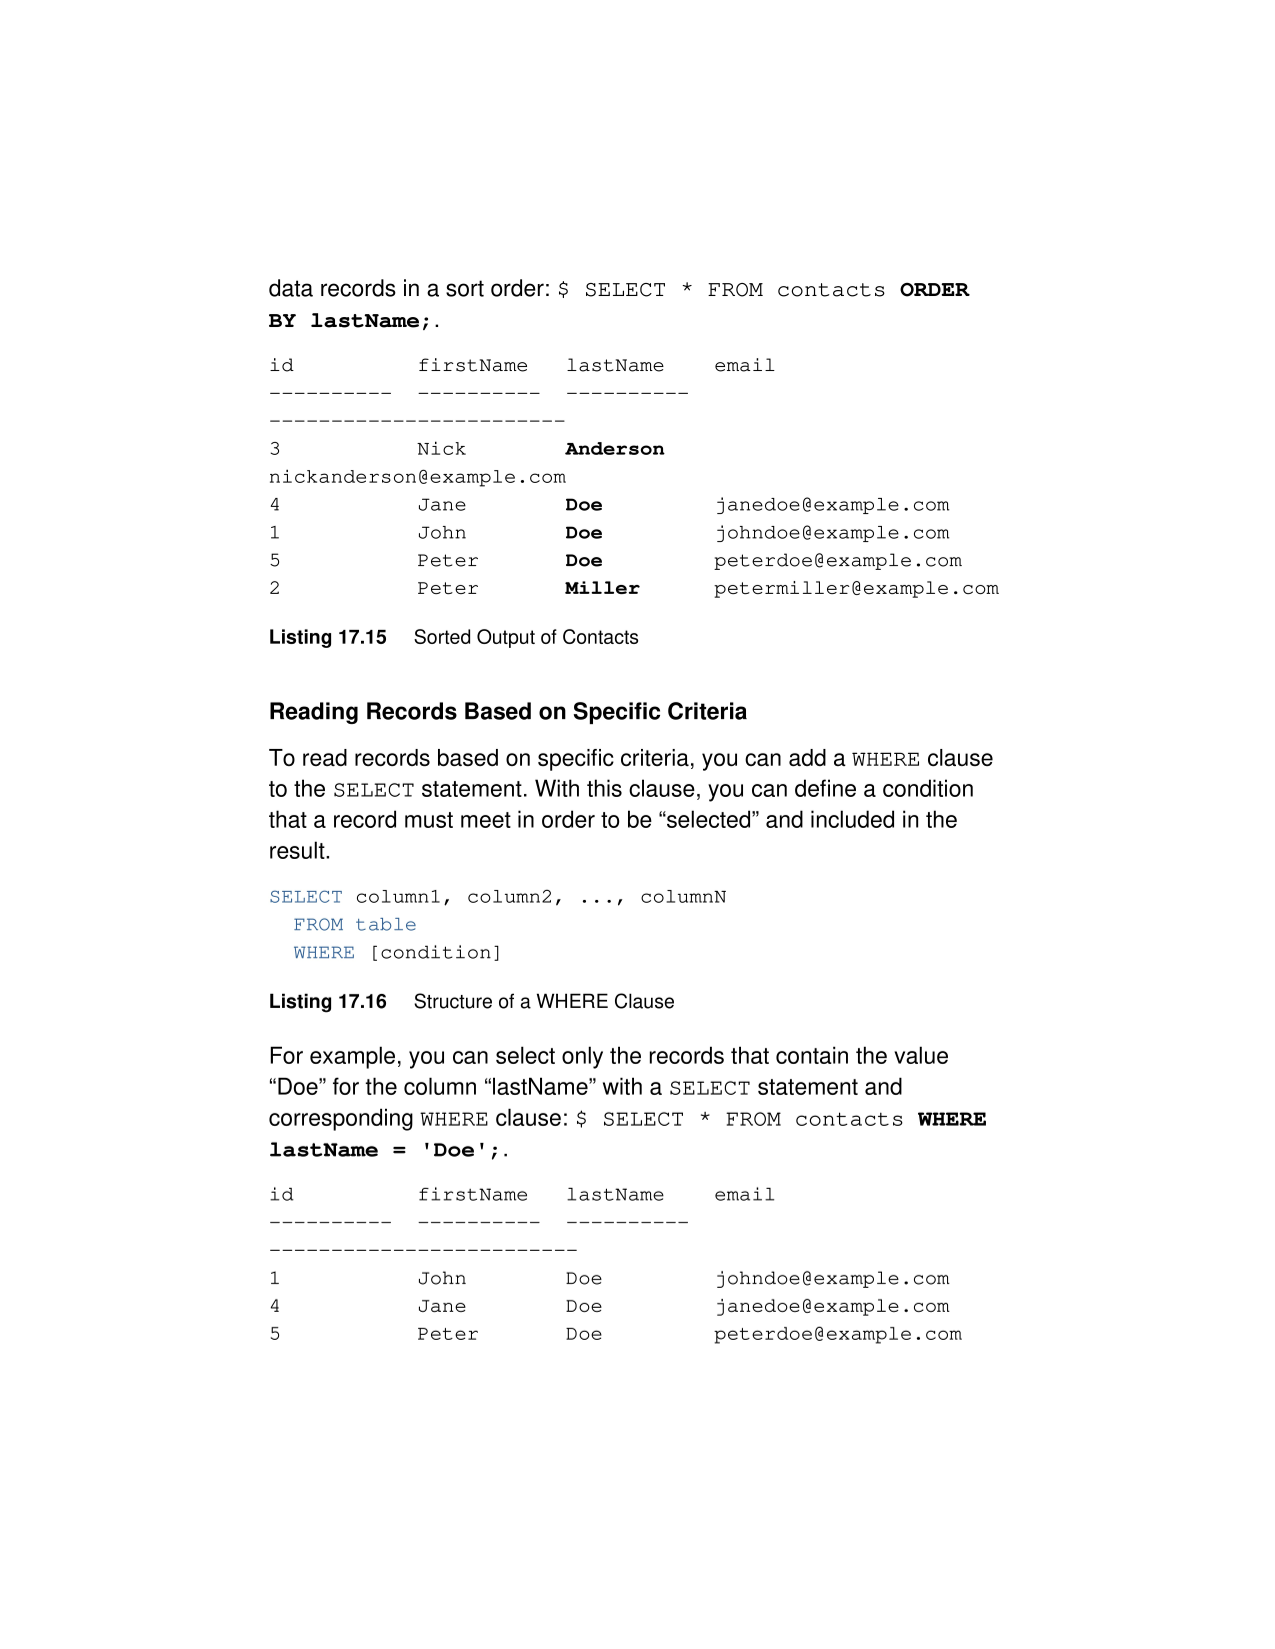 data records in a sort order: $ SELECT * FROM contacts ORDER
BY lastName;.
id          firstName   lastName    email
----------  ----------  ----------
------------------------
3           Nick        Anderson
nickanderson@example.com
4           Jane        Doe         janedoe@example.com
1           John        Doe         johndoe@example.com
5           Peter       Doe         peterdoe@example.com
2           Peter       Miller      petermiller@example.com
Listing 17.15 Sorted Output of Contacts
Reading Records Based on Specific Criteria
To read records based on specific criteria, you can add a WHERE clause
to the SELECT statement. With this clause, you can define a condition
that a record must meet in order to be “selected” and included in the
result.
SELECT column1, column2, ..., columnN
  FROM table
  WHERE [condition]
Listing 17.16 Structure of a WHERE Clause
For example, you can select only the records that contain the value
“Doe” for the column “lastName” with a SELECT statement and
corresponding WHERE clause: $ SELECT * FROM contacts WHERE
lastName = 'Doe';.
id          firstName   lastName    email
----------  ----------  ----------
-------------------------
1           John        Doe         johndoe@example.com
4           Jane        Doe         janedoe@example.com
5           Peter       Doe         peterdoe@example.com